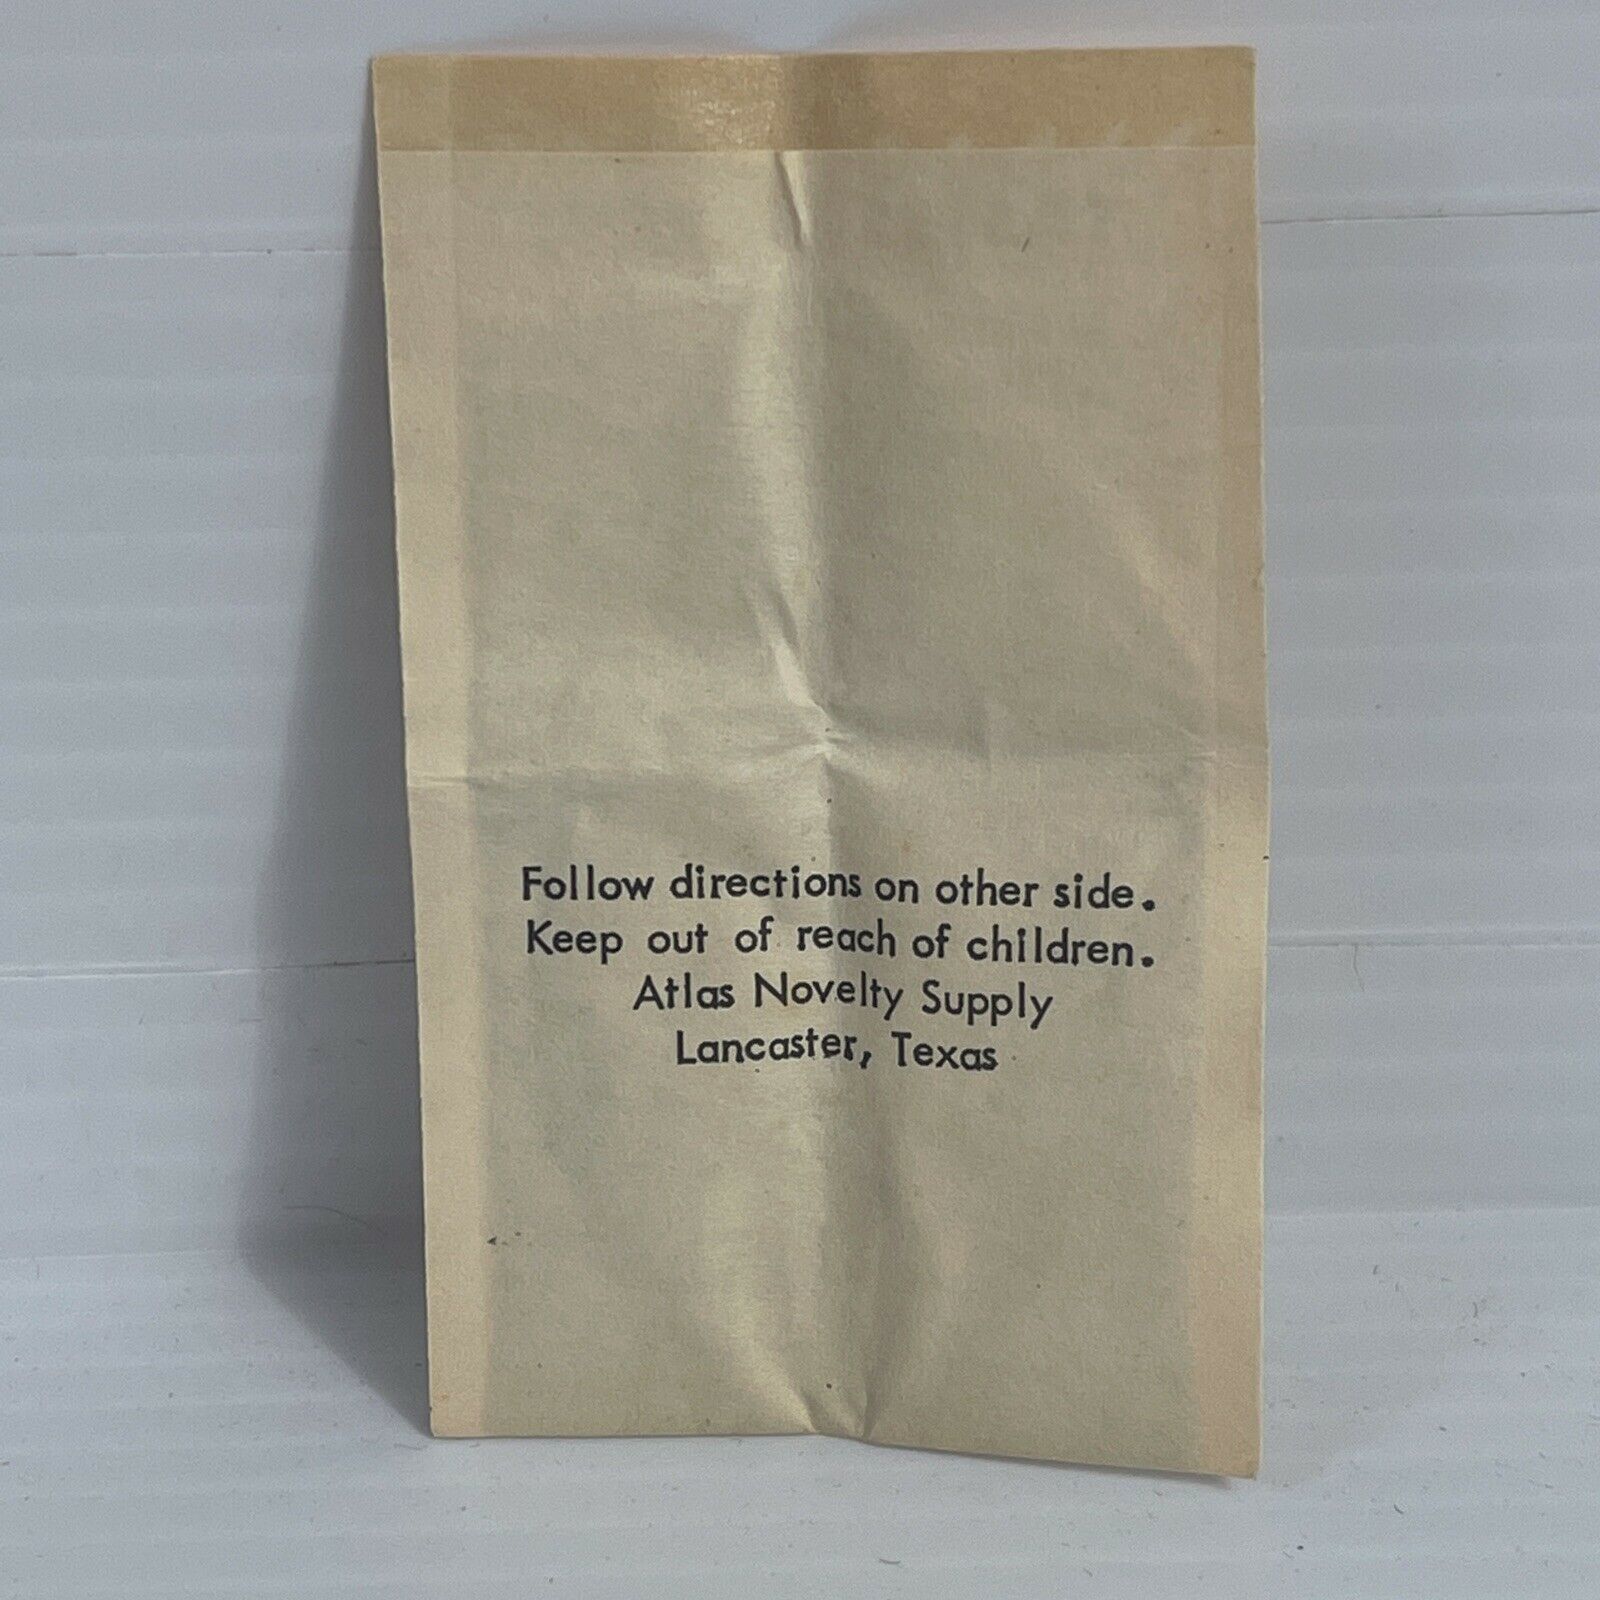 Follow directions on other side.
Keep out of reach of children.
Atlas Novelty Supply
Lancaster, Texas